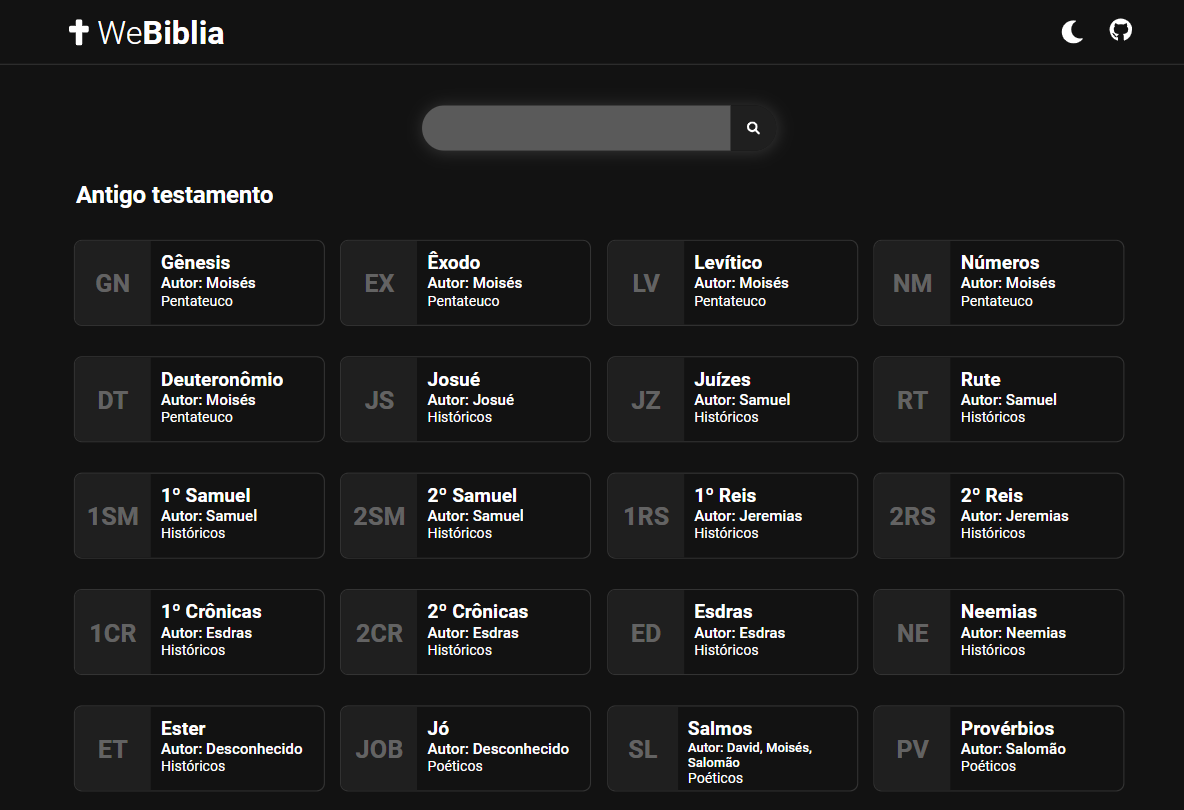 WeBiblia
Antigo testamento
GN
Gênesis
Autor: Moisés
Pentateuco
EX
Êxodo
Autor: Moisés
Pentateuco
LV
Levítico
Autor: Moisés
Pentateuco
NM
Números
Autor: Moisés
Pentateuco
DT
Deuteronômio
Autor: Moisés
Pentateuco
JS
Josué
Autor: Josué
Históricos
JZ
Juízes
Autor: Samuel
Históricos
RT
Rute
Autor: Samuel
Históricos
1SM
1º Samuel
Autor: Samuel
Históricos
2SM
2º Samuel
Autor: Samuel
Históricos
1RS
1º Reis
Autor: Jeremias
Históricos
2RS
2º Reis
Autor: Jeremias
Históricos
1CR
1º Crônicas
Autor: Esdras
Históricos
2CR
2º Crônicas
Autor: Esdras
Históricos
ED
Esdras
Autor: Esdras
Históricos
NE
Neemias
Autor: Neemias
Históricos
ET
Ester
Autor: Desconhecido
Históricos
JOB
Jó
Autor: Desconhecido
Poéticos
SL
Salmos
Autor: David, Moisés,
Salomão
Poéticos
PV
Provérbios
Autor: Salomão
Poéticos